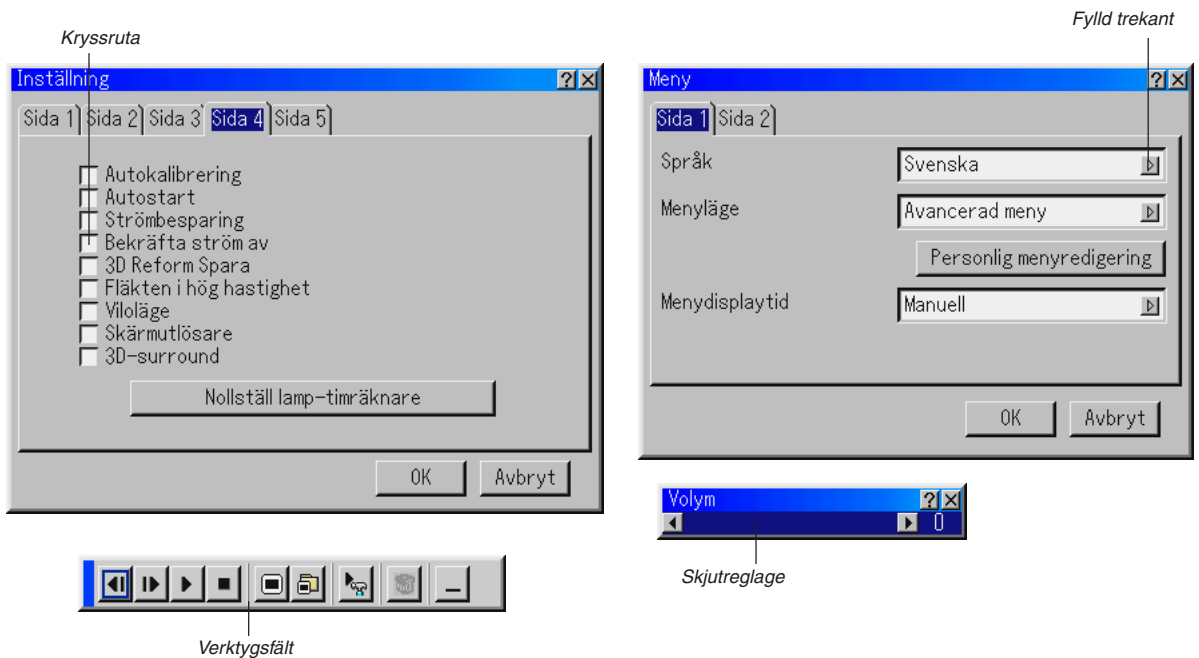 Kryssruta
Inställning
Sida 1 Sida 2 Sida 3 Sida 4 Sida 5
Autokalibrering
Autostart
Strömbesparing
Bekräfta ström av
3D Reform Spara
Fläkten i hög hastighet
Viloläge
Skärmutlösare
3D-surround
Nollställ lamp-timräknare
OK Avbryt
Fylld trekant
Meny
Sida 1 Sida 2
Språk Svenska
Menyläge Avancerad meny
Personlig menyredigering
Menydisplaytid Manuell
OK Avbryt
Volym
0
Skjutreglage
Verktygsfält